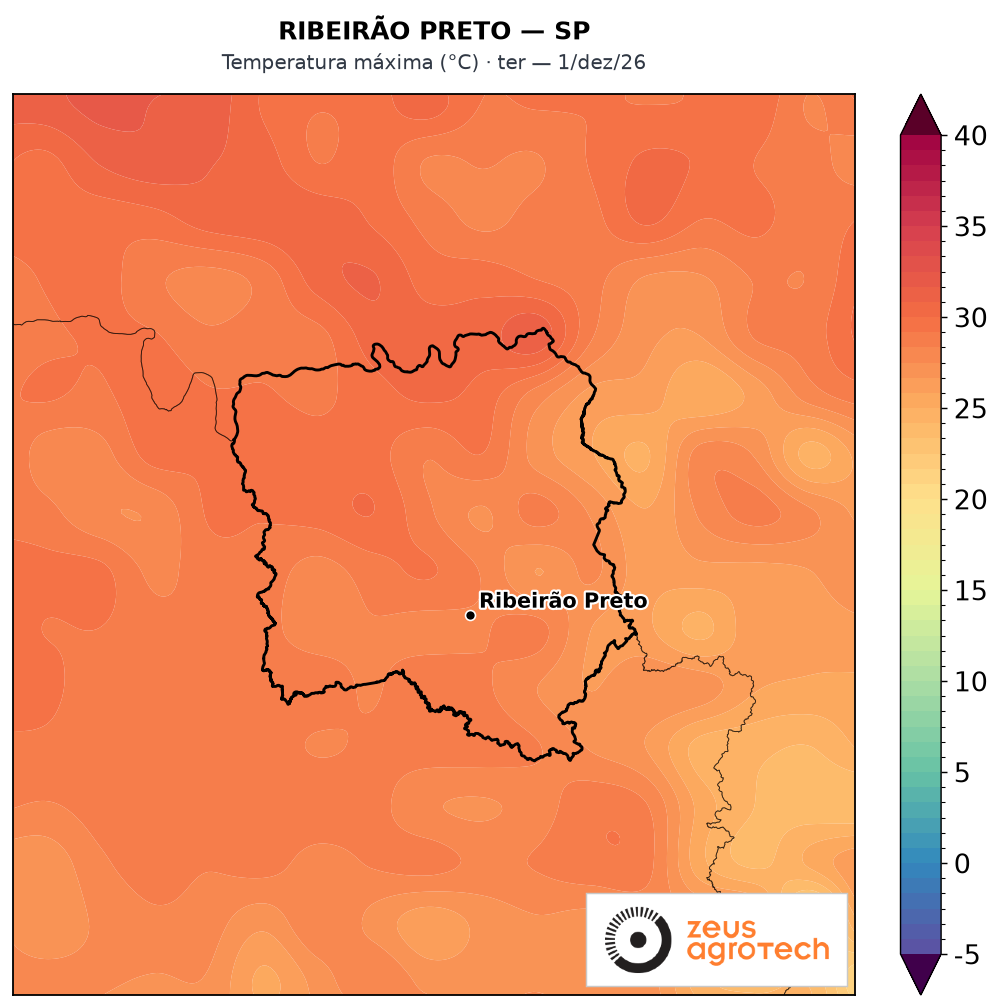 RIBEIRÃO PRETO — SP
Temperatura máxima (°C) · ter — 1/dez/26
40
35
30
25
20
15
10
5
0
-5
Ribeirão Preto
zeus
agrotech